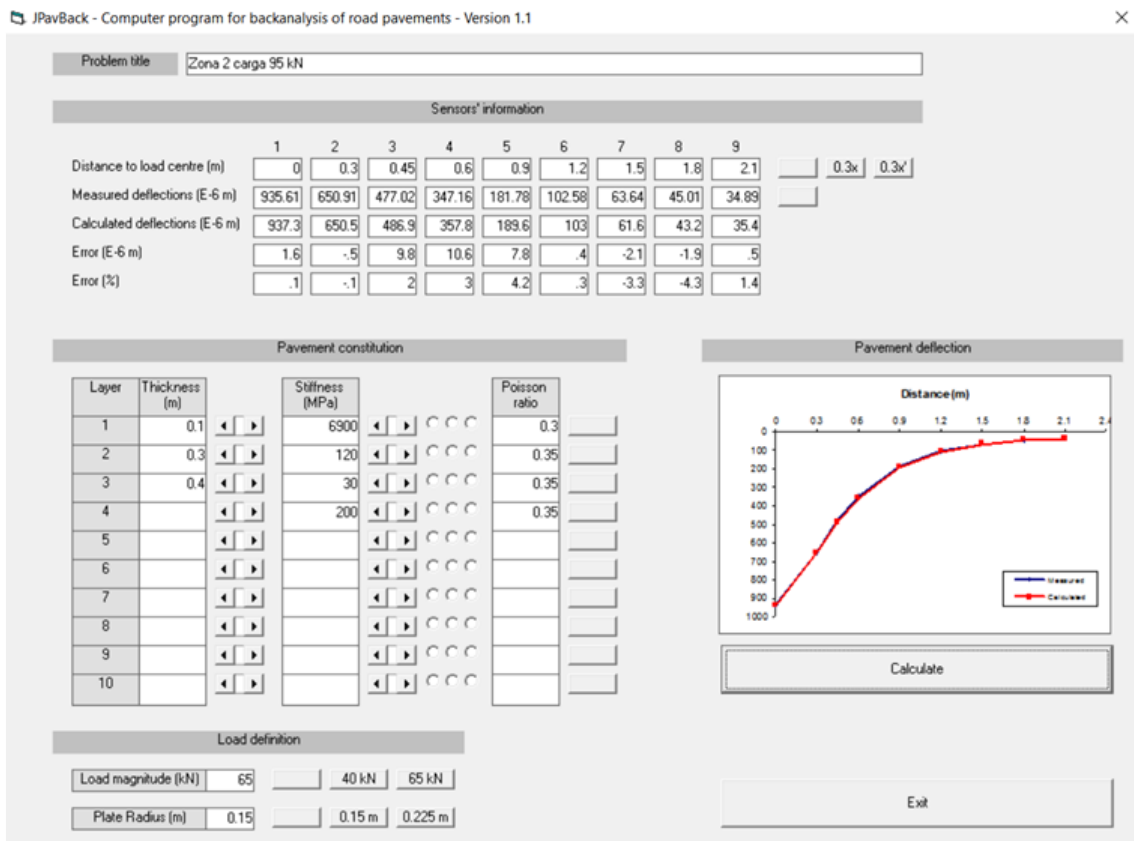 JPavBack - Computer program for backanalysis of road pavements - Version 1.1
Problem title Zona 2 carga 95 kN
Sensors' information
1 2 3 4 5 6 7 8 9
Distance to load centre (m) 0 0.3 0.45 0.6 0.9 1.2 1.5 1.8 2.1 0.3x 0.3x'
Measured deflections (E-6 m) 935.61 650.91 477.02 347.16 181.78 102.58 63.64 45.01 34.89
Calculated deflections (E-6 m) 937.3 650.5 486.9 357.8 189.6 103 61.6 43.2 35.4
Error (E-6 m) 1.6 -.5 9.8 10.6 7.8 .4 -2.1 -1.9 .5
Error (%) .1 -.1 2 3 4.2 .3 -3.3 -4.3 1.4
Pavement constitution
Layer Thickness (m) Stiffness (MPa) Poisson ratio
1 0.1 6900 0.3
2 0.3 120 0.35
3 0.4 30 0.35
4 200 0.35
5
6
7
8
9
10
Pavement deflection
Distance (m)
0 0.3 0.6 0.9 1.2 1.5 1.8 2.1 2.4
0
100
200
300
400
500
600
700
800
900
1000
Measured
Calculated
Calculate
Load definition
Load magnitude (kN) 65 40 kN 65 kN
Plate Radius (m) 0.15 0.15 m 0.225 m
Exit